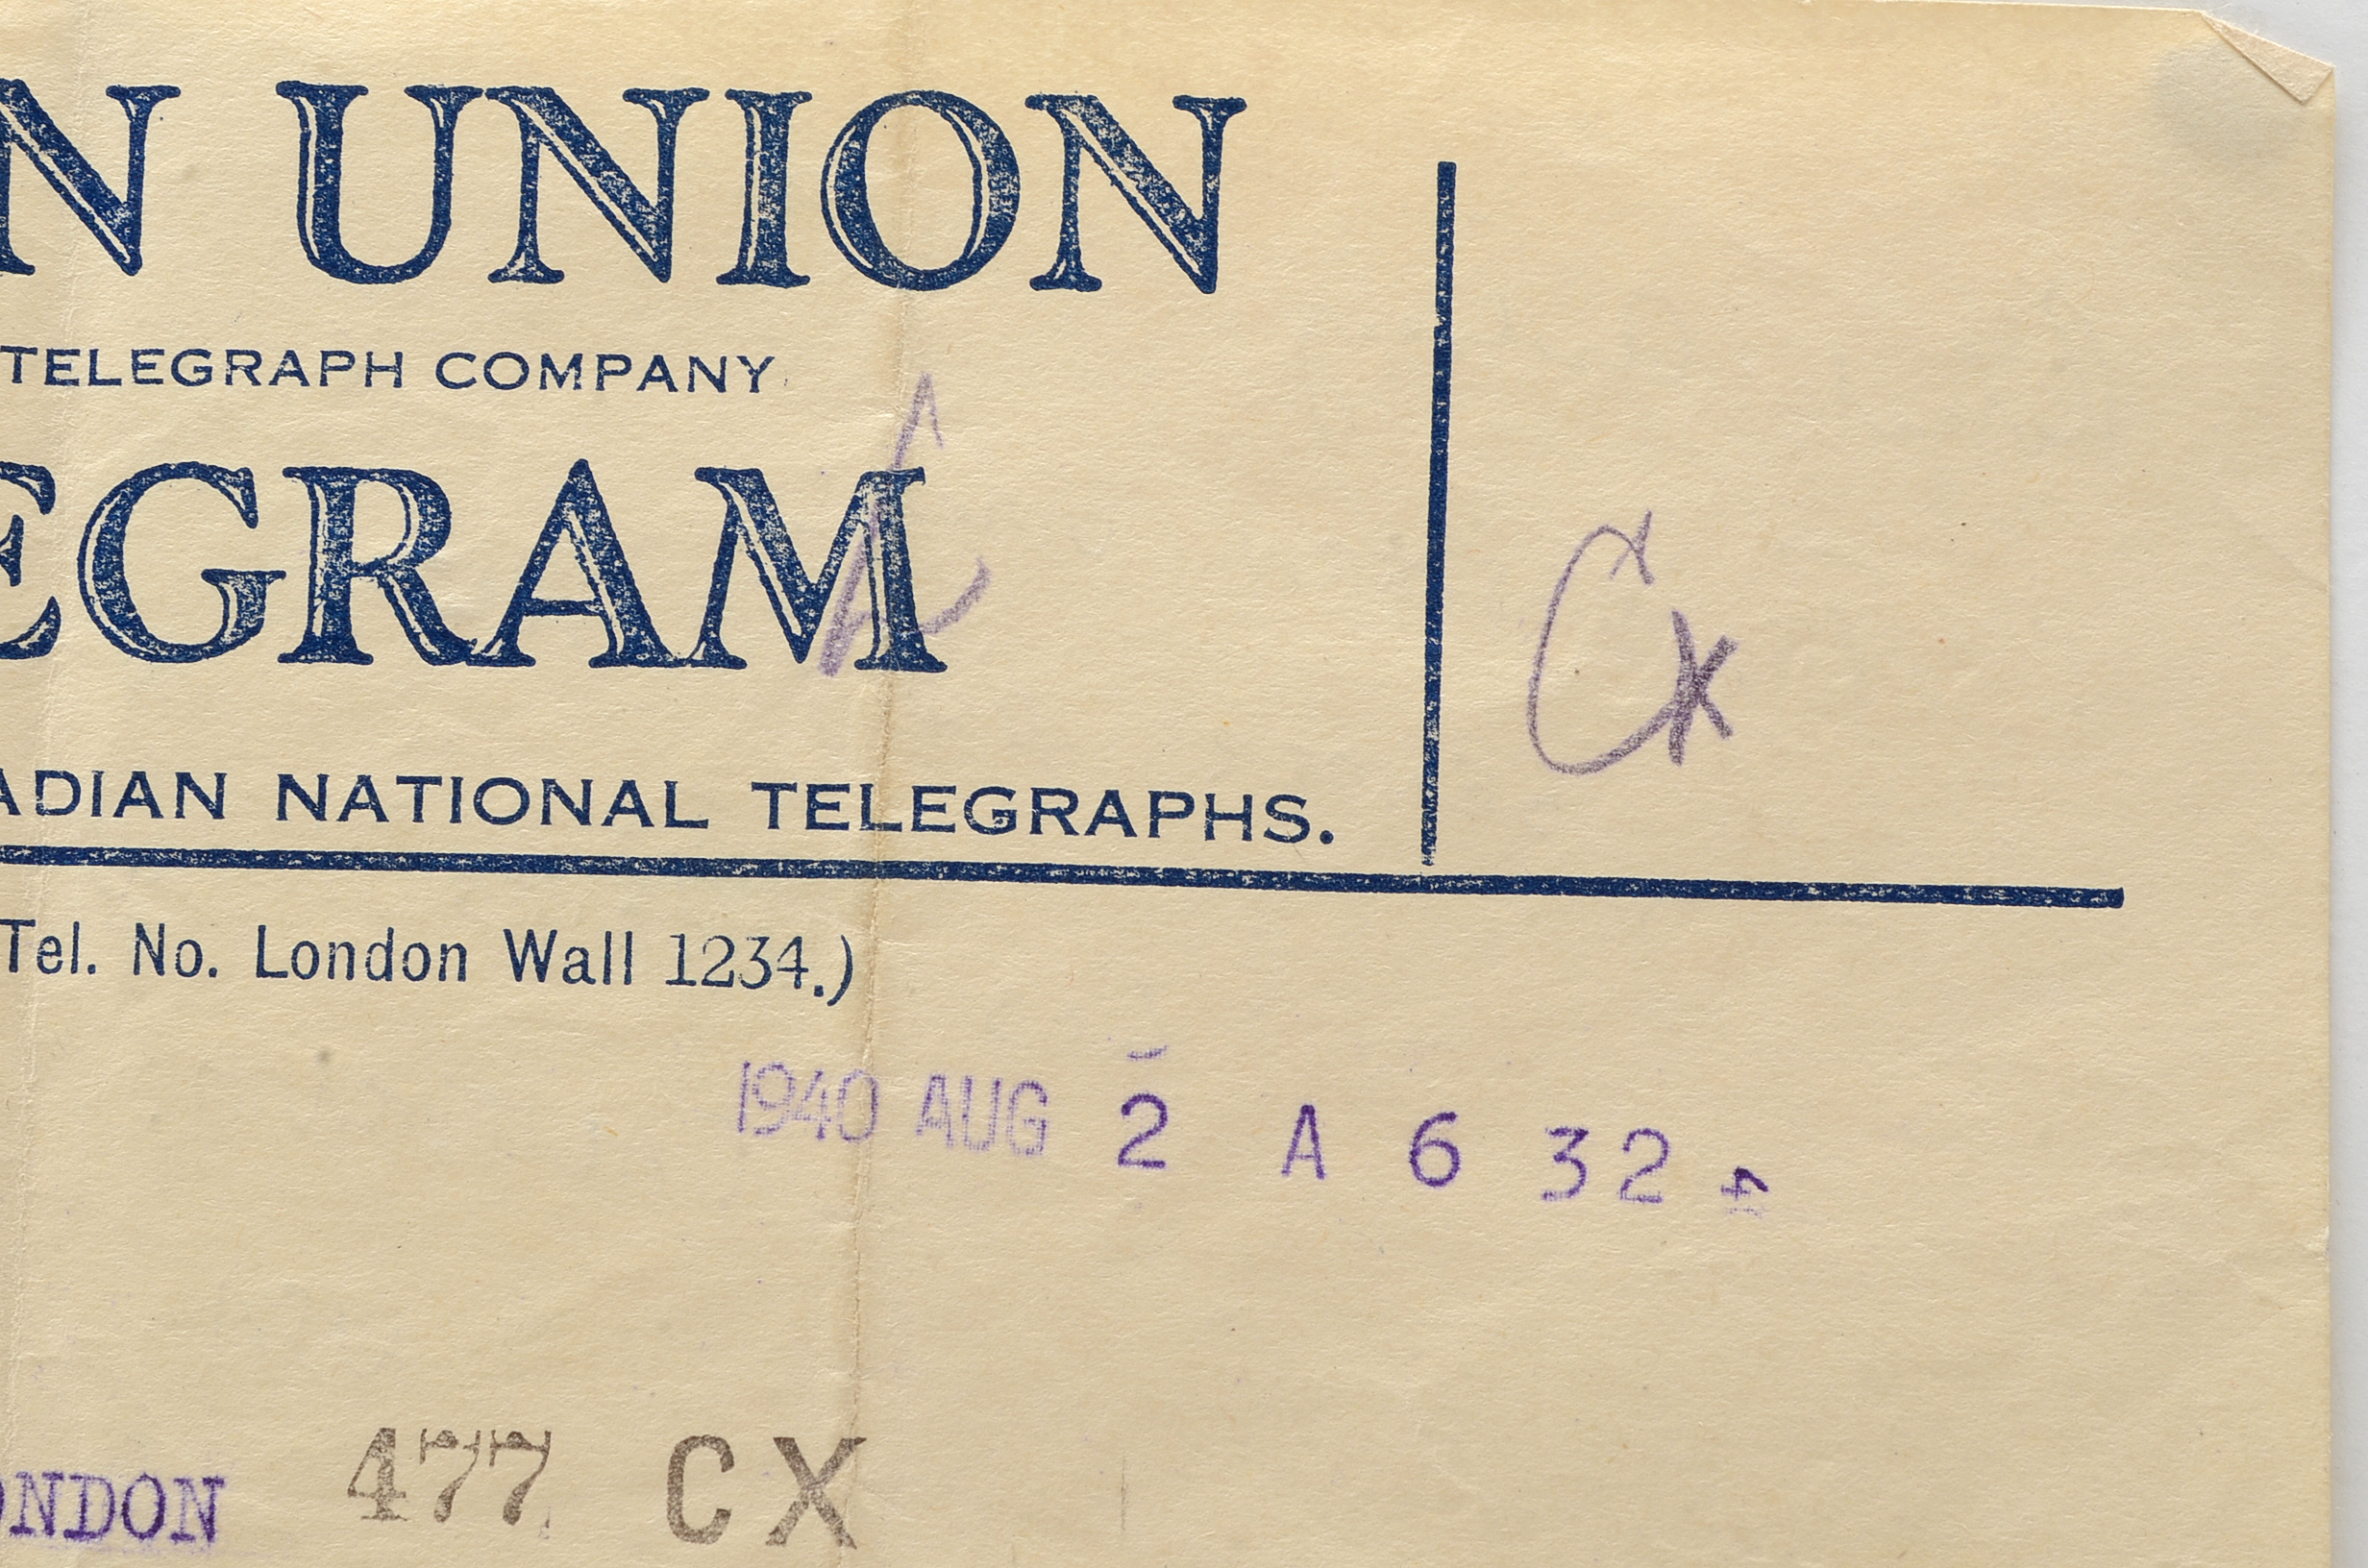 N UNION
TELEGRAPH COMPANY
EGRAM
Cx
ADIAN NATIONAL TELEGRAPHS.
Tel. No. London Wall 1234.)
1940 AUG 2 A 6 32
ONDON 477 CX